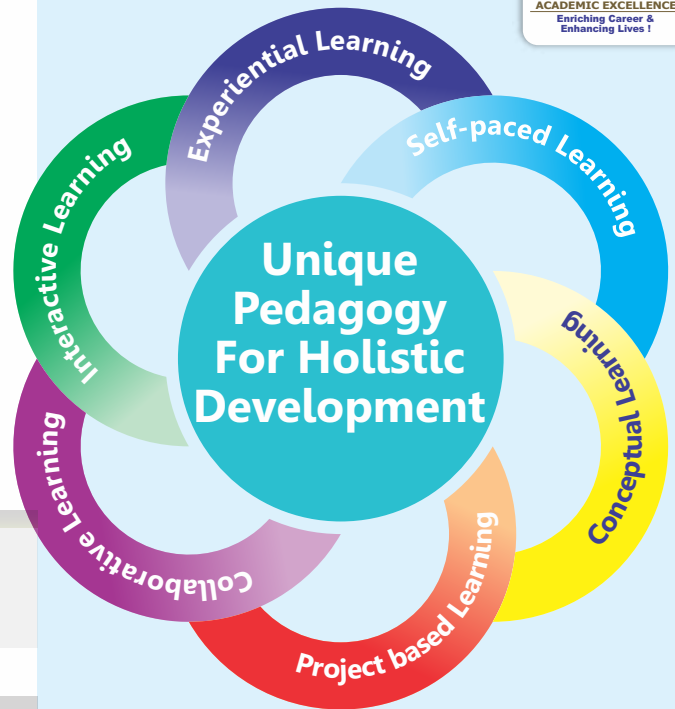 ACADEMIC EXCELLENCE
Enriching Career &
Enhancing Lives !
Experiential Learning
Self-paced Learning
Conceptual Learning
Project based Learning
Collaborative Learning
Interactive Learning
Unique
Pedagogy
For Holistic
Development